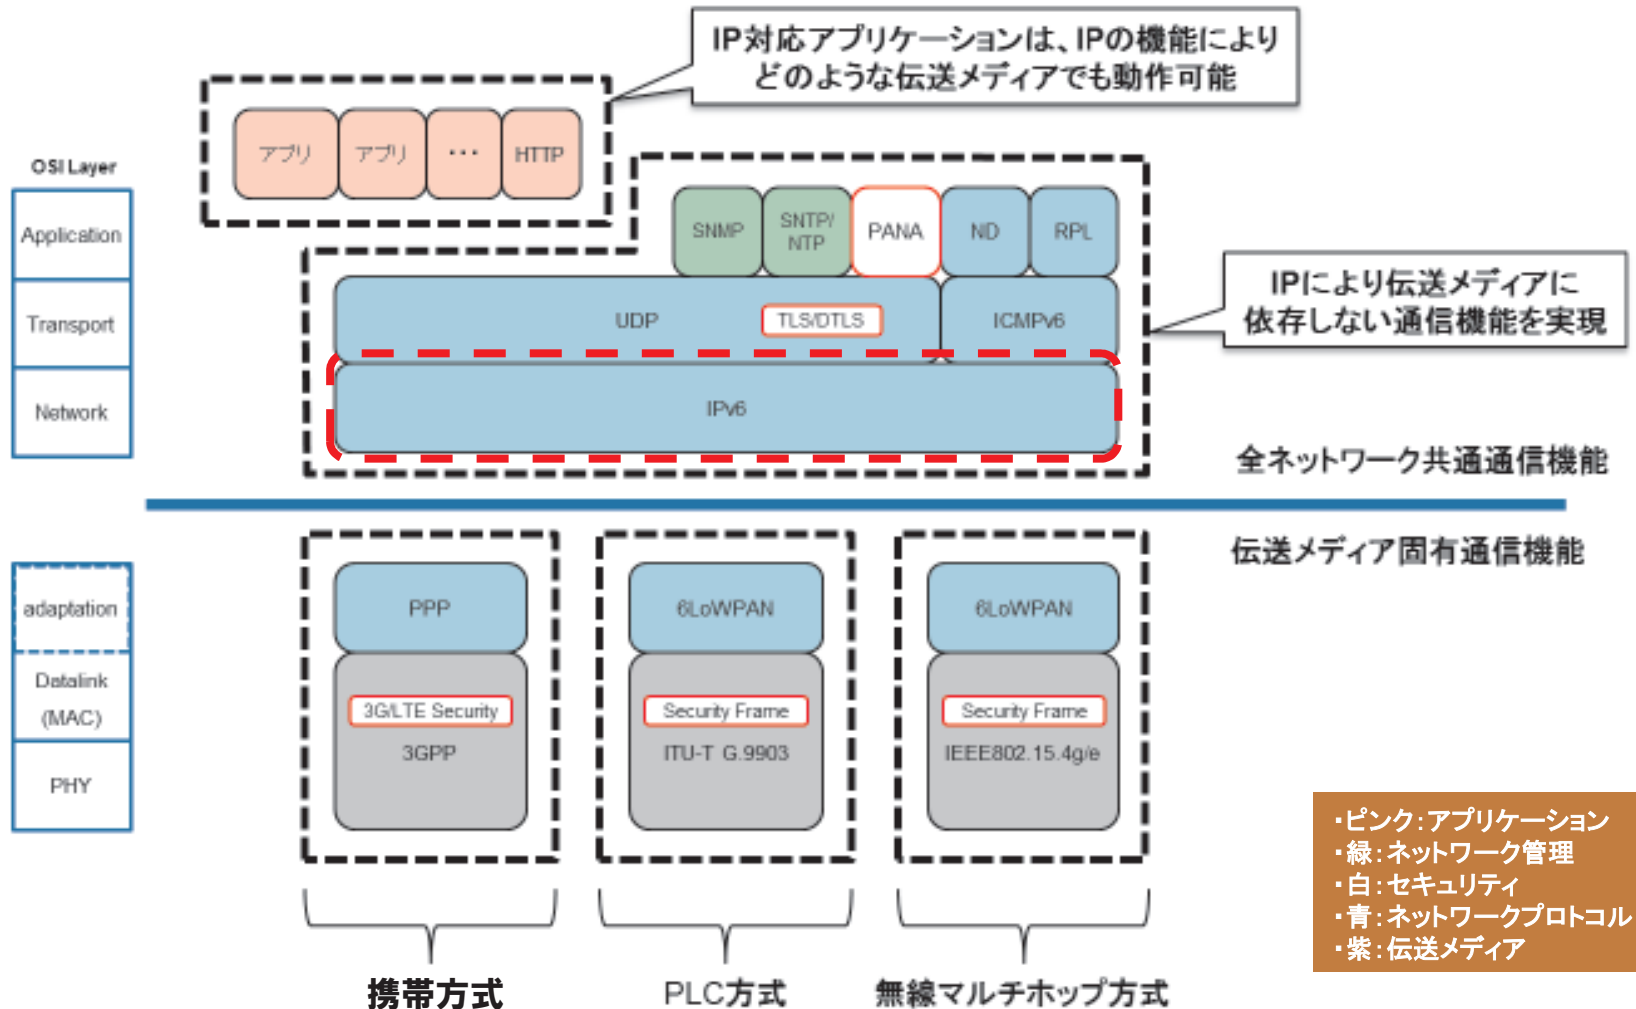 IP対応アプリケーションは、IPの機能により
どのような伝送メディアでも動作可能
アプリ
アプリ
・・・
HTTP
OSI Layer
Application
Transport
Network
SNMP
SNTP/
NTP
PANA
ND
RPL
UDP
TLS/DTLS
ICMPv6
IPv6
IPにより伝送メディアに
依存しない通信機能を実現
全ネットワーク共通通信機能
伝送メディア固有通信機能
adaptation
Datalink
(MAC)
PHY
PPP
3G/LTE Security
3GPP
6LoWPAN
Security Frame
ITU-T G.9903
6LoWPAN
Security Frame
IEEE802.15.4g/e
携帯方式
PLC方式
無線マルチホップ方式
・ピンク：アプリケーション
・緑：ネットワーク管理
・白：セキュリティ
・青：ネットワークプロトコル
・紫：伝送メディア